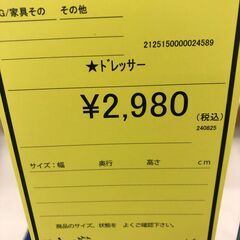 G/家具その その他
2125150000024589
★ドレッサー
¥2,980
(税込)
240825
サイズ:幅 奥行 高さ cm
商品のサイズ、状態を よくご確認下さい。